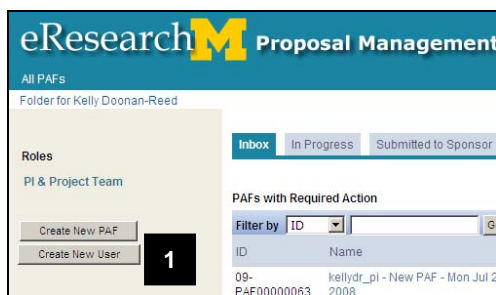 eResearch M Proposal Management
All PAFs
Folder for Kelly Doonan-Reed
Roles
PI & Project Team
Create New PAF
Create New User
1
Inbox In Progress Submitted to Sponsor
PAFs with Required Action
Filter by ID
ID Name
09-PAF00000063 kellydr_pi - New PAF - Mon Jul 2
2008